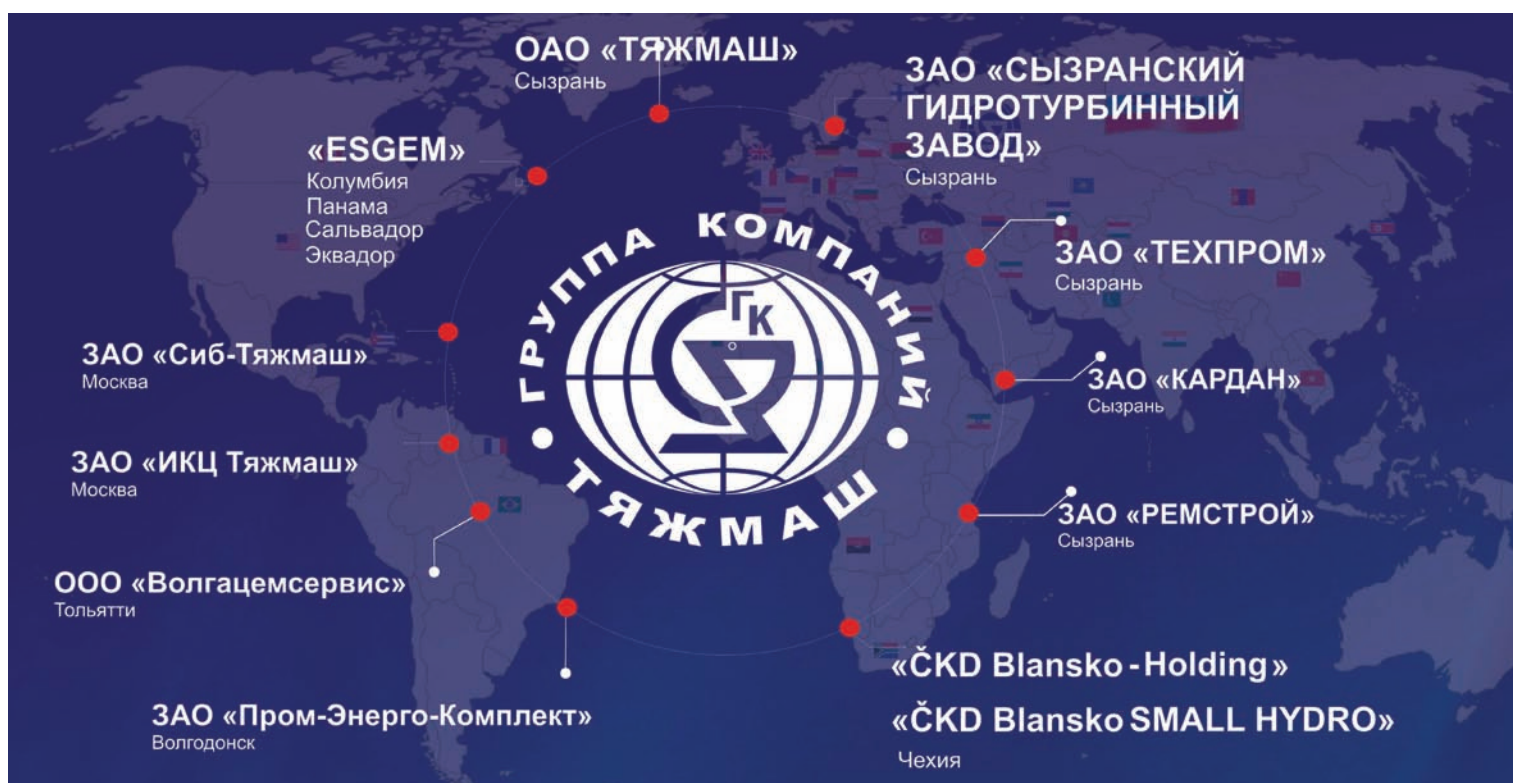 ОАО «ТЯЖМАШ»
Сызрань
ЗАО «СЫЗРАНСКИЙ
ГИДРОТУРБИННЫЙ
ЗАВОД»
Сызрань
«ESGEM»
Колумбия
Панама
Сальвадор
Эквадор
ГРУППА КОМПАНИЙ
ГК
ТЯЖМАШ
ЗАО «ТЕХПРОМ»
Сызрань
ЗАО «Сиб-Тяжмаш»
Москва
ЗАО «КАРДАН»
Сызрань
ЗАО «ИКЦ Тяжмаш»
Москва
ЗАО «РЕМСТРОЙ»
Сызрань
ООО «Волгацемсервис»
Тольятти
ЗАО «Пром-Энерго-Комплект»
Волгодонск
«ČKD Blansko-Holding»
«ČKD Blansko SMALL HYDRO»
Чехия